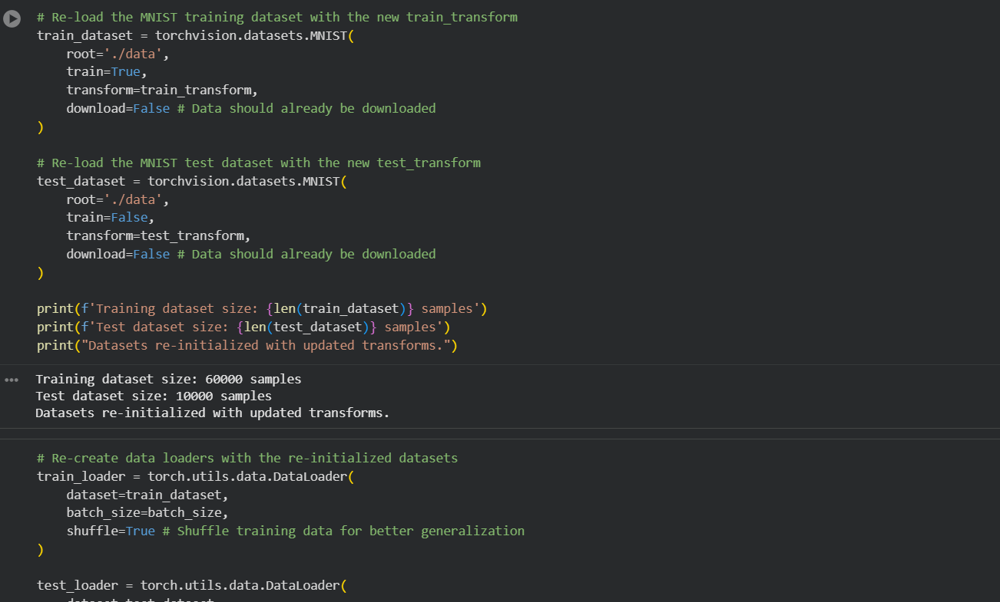 # Re-load the MNIST training dataset with the new train_transform
train_dataset = torchvision.datasets.MNIST(
    root='./data',
    train=True,
    transform=train_transform,
    download=False # Data should already be downloaded
)

# Re-load the MNIST test dataset with the new test_transform
test_dataset = torchvision.datasets.MNIST(
    root='./data',
    train=False,
    transform=test_transform,
    download=False # Data should already be downloaded
)

print(f'Training dataset size: {len(train_dataset)} samples')
print(f'Test dataset size: {len(test_dataset)} samples')
print("Datasets re-initialized with updated transforms.")
Training dataset size: 60000 samples
Test dataset size: 10000 samples
Datasets re-initialized with updated transforms.
# Re-create data loaders with the re-initialized datasets
train_loader = torch.utils.data.DataLoader(
    dataset=train_dataset,
    batch_size=batch_size,
    shuffle=True # Shuffle training data for better generalization
)

test_loader = torch.utils.data.DataLoader(